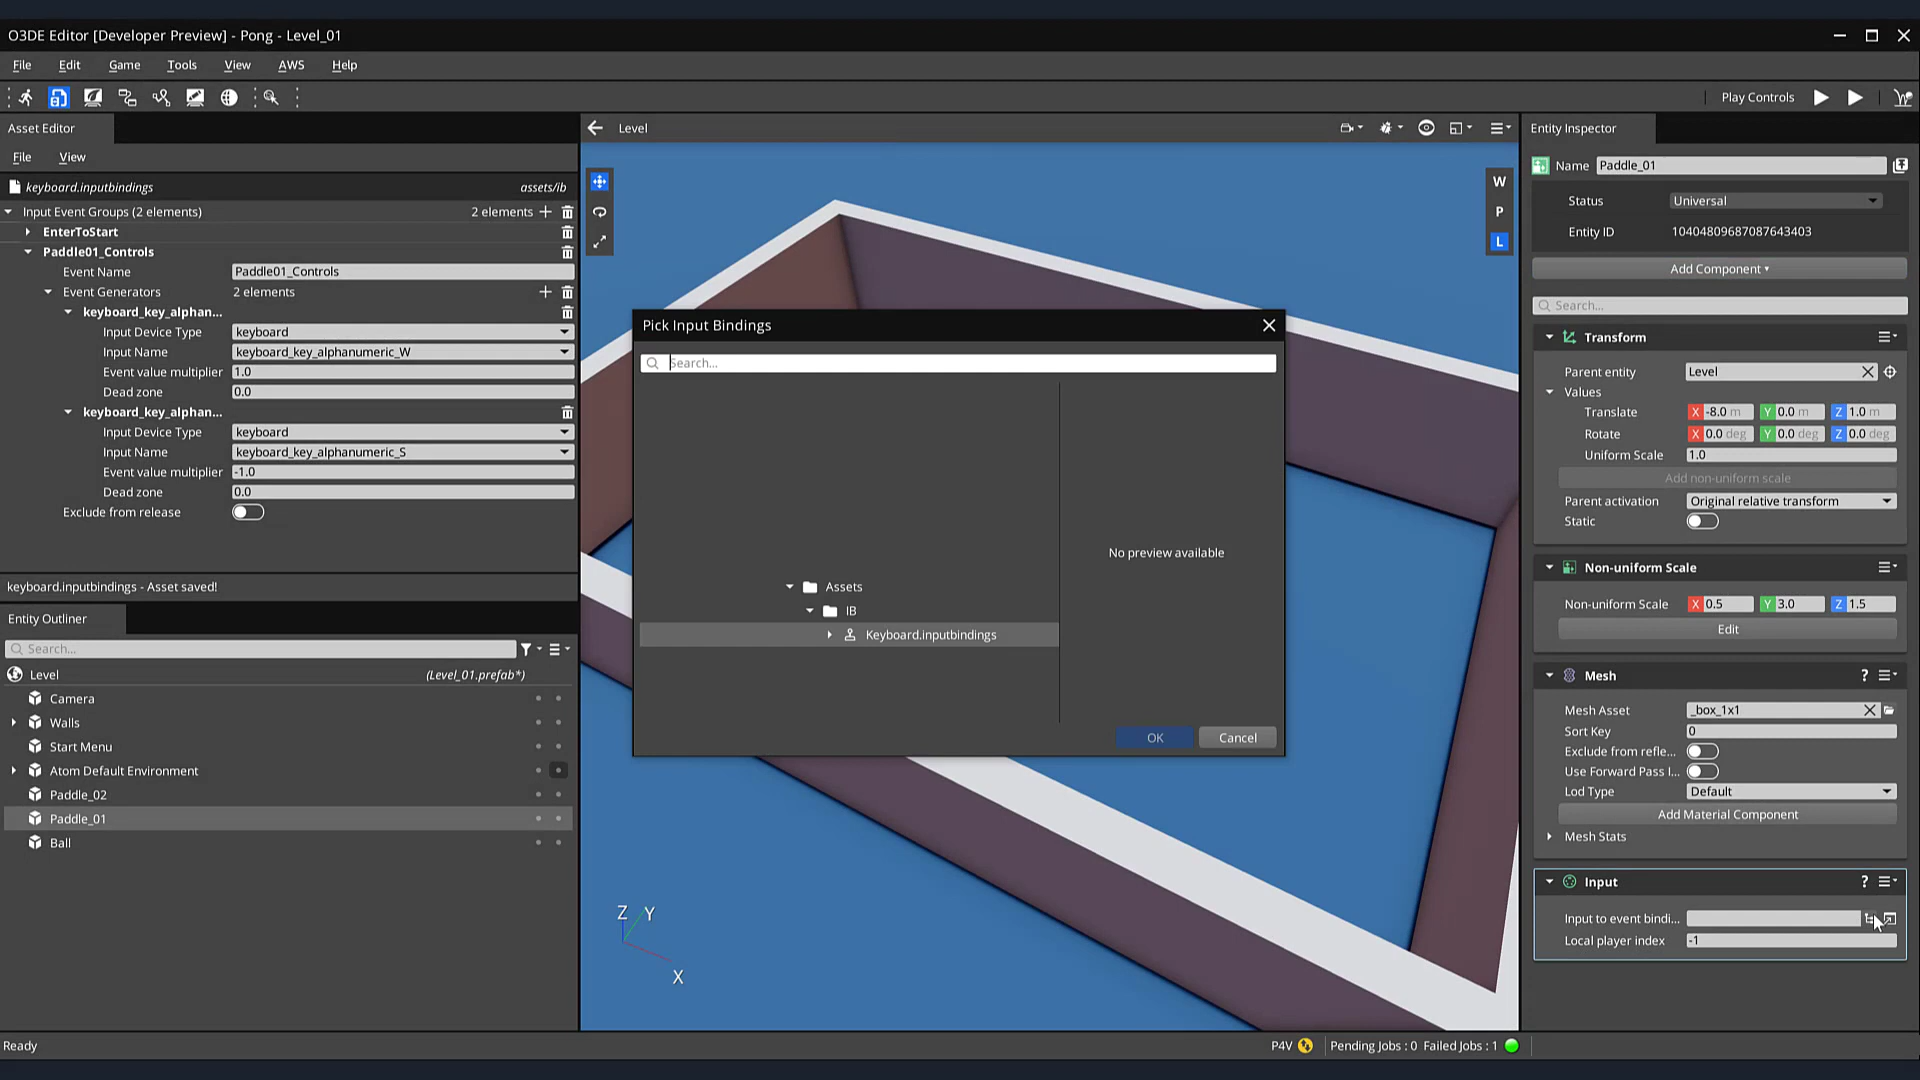 O3DE Editor [Developer Preview] - Pong - Level_01
File Edit Game Tools View AWS Help
Play Controls
Asset Editor
File View
keyboard.inputbindings assets/ib
Input Event Groups (2 elements) 2 elements
EnterToStart
Paddle01_Controls
Event Name Paddle01_Controls
Event Generators 2 elements
keyboard_key_alphan...
Input Device Type keyboard
Input Name keyboard_key_alphanumeric_W
Event value multiplier 1.0
Dead zone 0.0
keyboard_key_alphan...
Input Device Type keyboard
Input Name keyboard_key_alphanumeric_S
Event value multiplier -1.0
Dead zone 0.0
Exclude from release
keyboard.inputbindings - Asset saved!
Entity Outliner
Search...
Level (Level_01.prefab*)
Camera
Walls
Start Menu
Atom Default Environment
Paddle_02
Paddle_01
Ball
Level
W
P
L
Z Y
X
Pick Input Bindings
Search...
Assets
IB
Keyboard.inputbindings
No preview available
OK Cancel
Entity Inspector
Name Paddle_01
Status Universal
Entity ID 10404809687087643403
Add Component
Search...
Transform
Parent entity Level
Values
Translate X -8.0 m Y 0.0 m Z 1.0 m
Rotate X 0.0 deg Y 0.0 deg Z 0.0 deg
Uniform Scale 1.0
Add non-uniform scale
Parent activation Original relative transform
Static
Non-uniform Scale
Non-uniform Scale X 0.5 Y 3.0 Z 1.5
Edit
Mesh ?
Mesh Asset _box_1x1
Sort Key 0
Exclude from refle...
Use Forward Pass I...
Lod Type Default
Add Material Component
Mesh Stats
Input ?
Input to event bindi...
Local player index -1
Ready
P4V Pending Jobs : 0 Failed Jobs : 1